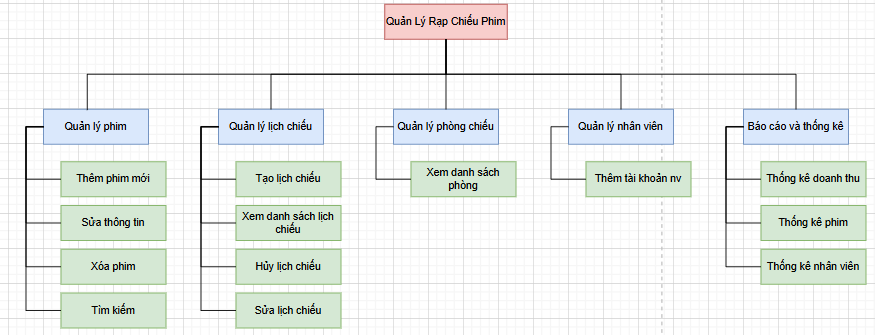 Quản Lý Rạp Chiếu Phim
Quản lý phim
Quản lý lịch chiếu
Quản lý phòng chiếu
Quản lý nhân viên
Báo cáo và thống kê
Thêm phim mới
Tạo lịch chiếu
Xem danh sách
phòng
Thêm tài khoản nv
Thống kê doanh thu
Sửa thông tin
Xem danh sách lịch
chiếu
Thống kê phim
Xóa phim
Hủy lịch chiếu
Thống kê nhân viên
Tìm kiếm
Sửa lịch chiếu